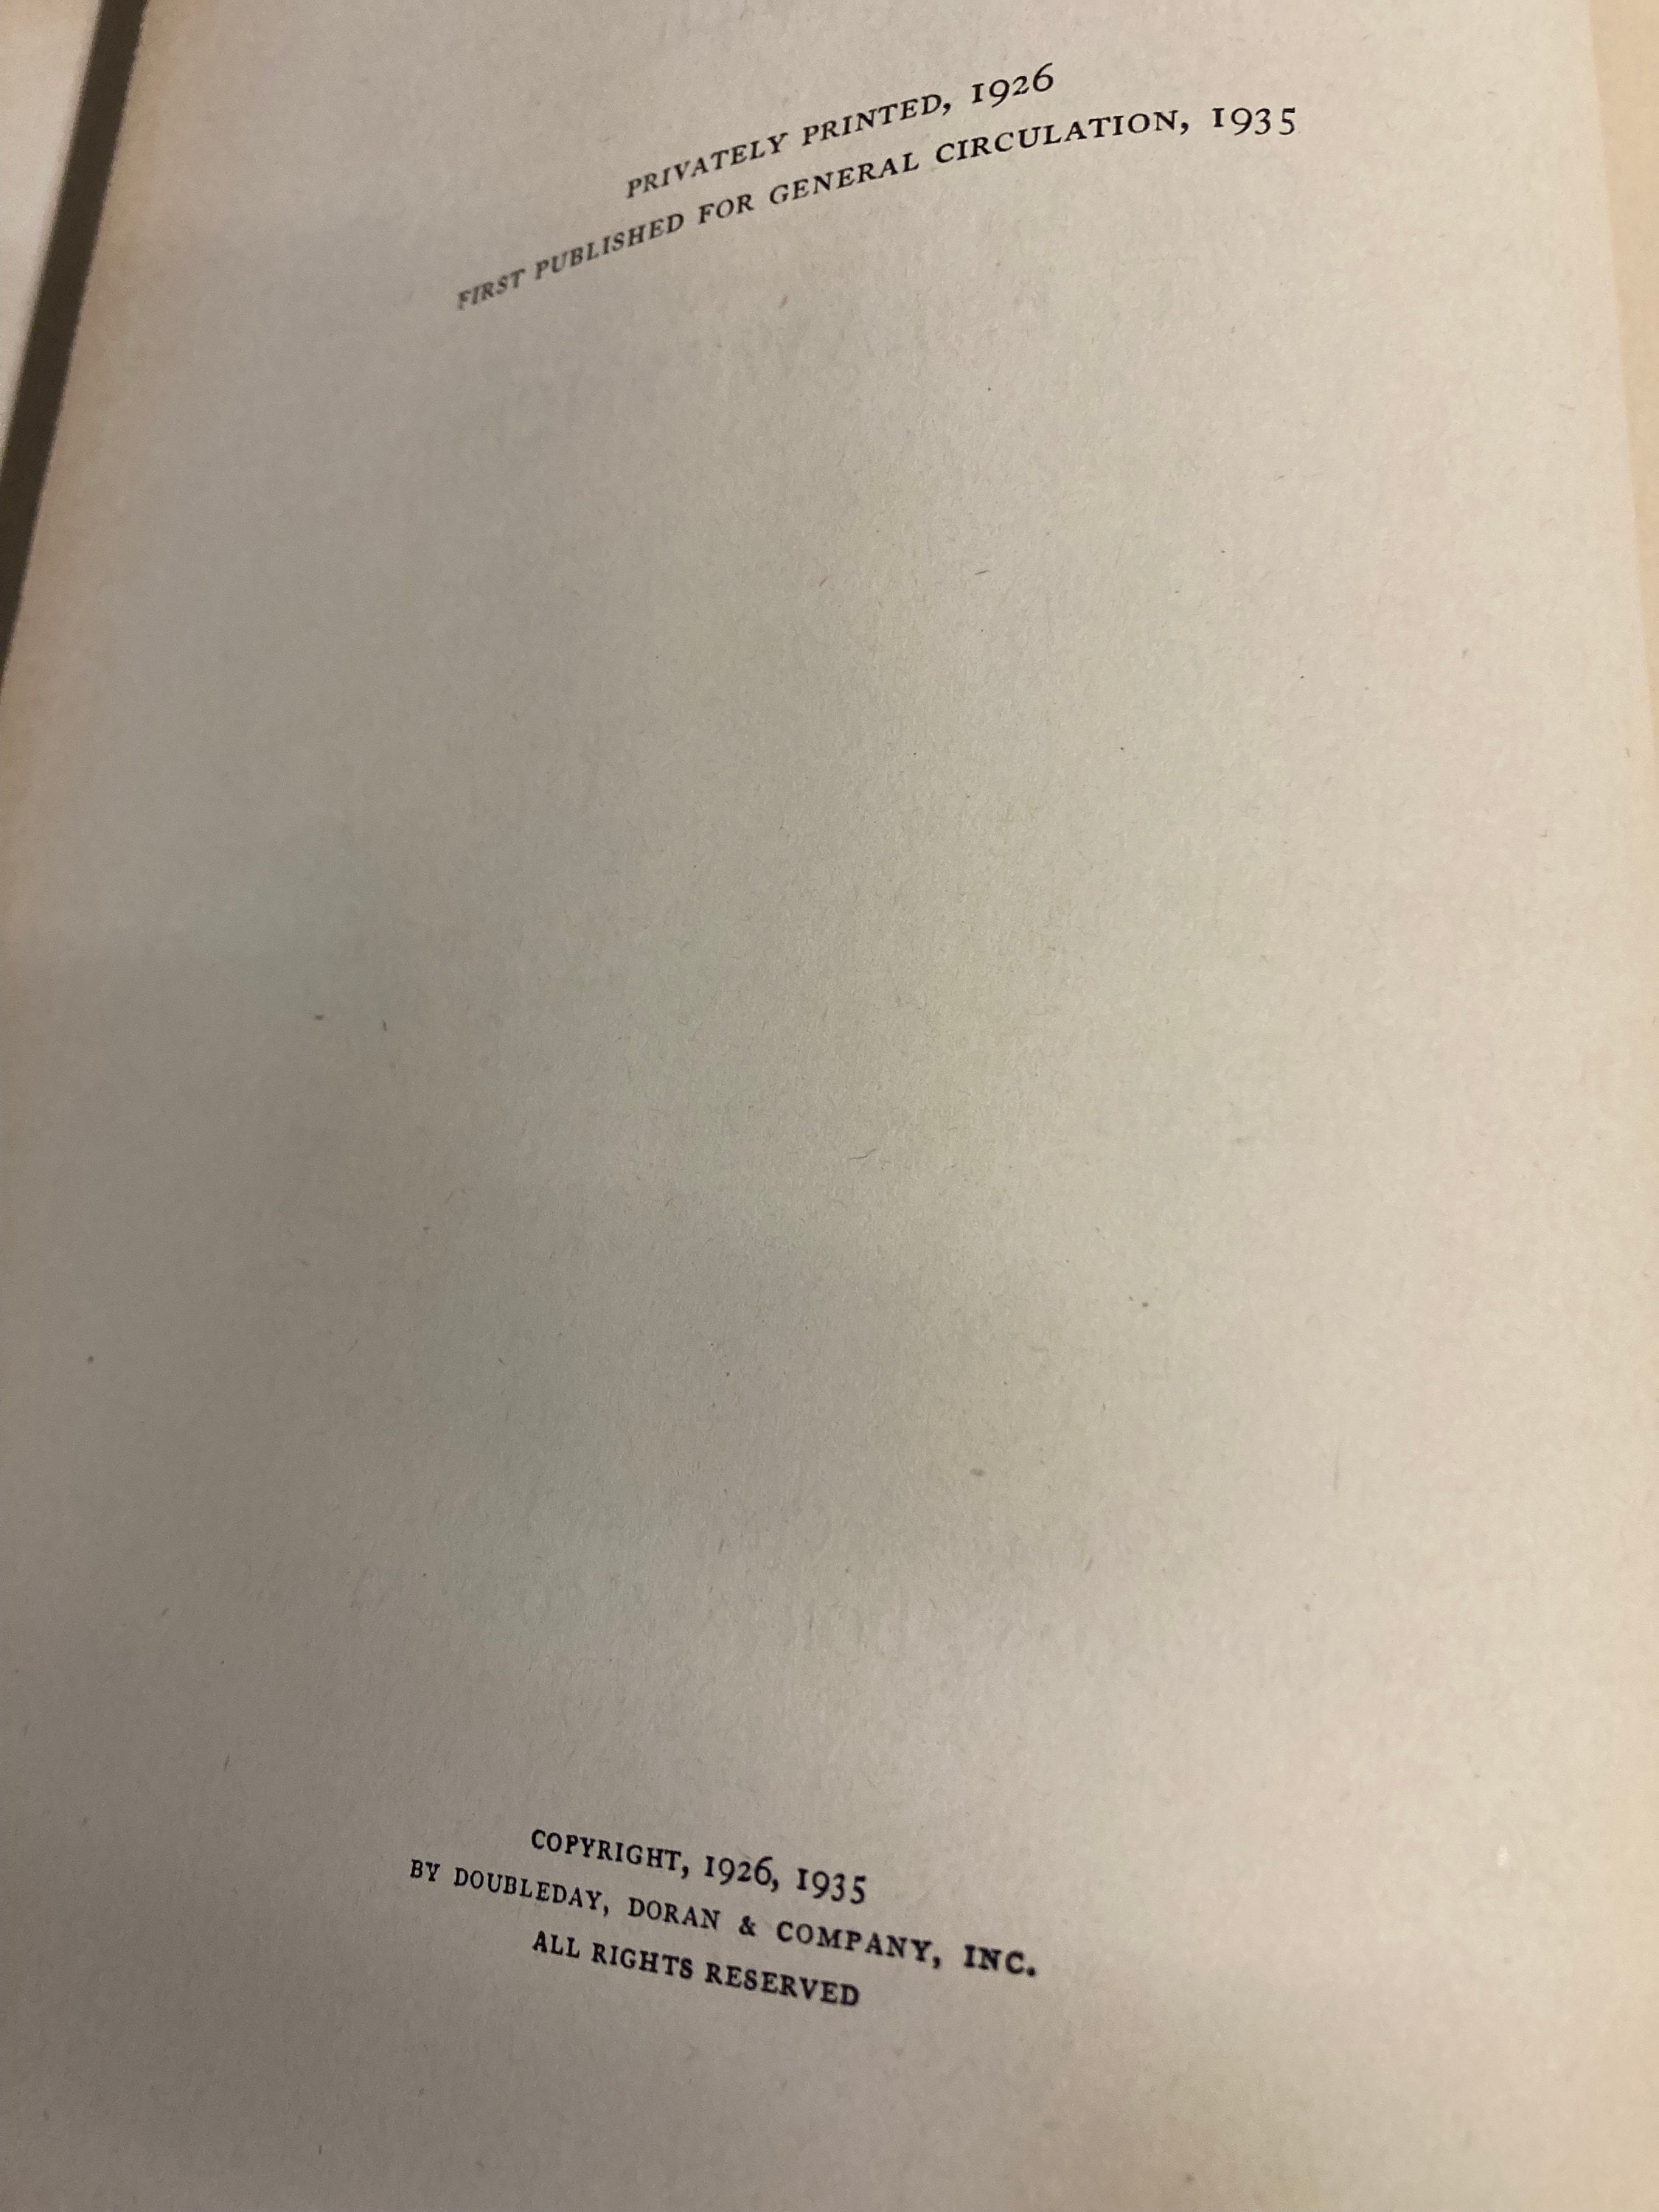 PRIVATELY PRINTED, 1926
FIRST PUBLISHED FOR GENERAL CIRCULATION, 1935
COPYRIGHT, 1926, 1935
BY DOUBLEDAY, DORAN & COMPANY, INC.
ALL RIGHTS RESERVED